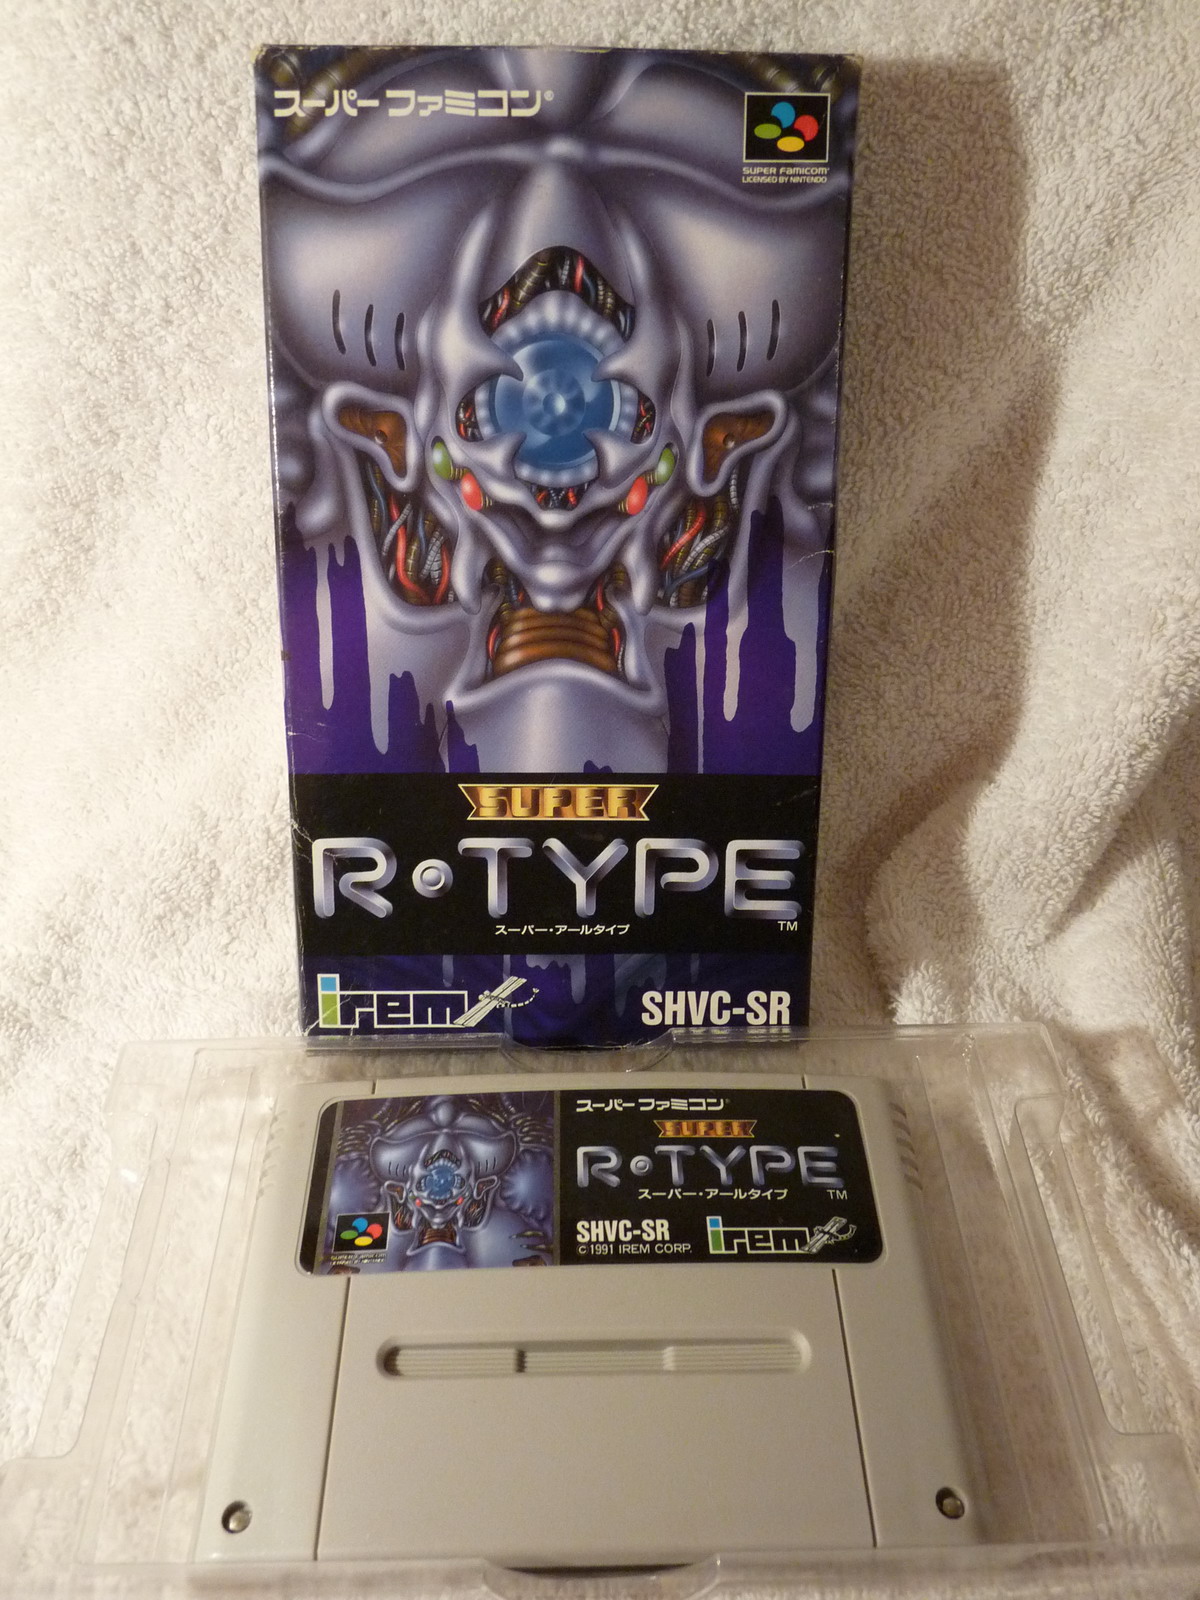 スーパーファミコン®
SUPER FAMICOM®
LICENSED BY NINTENDO
SUPER
R・TYPE
TM
スーパー・アールタイプ
irem
SHVC-SR
スーパーファミコン®
SUPER
R・TYPE
スーパー・アールタイプ
TM
SHVC-SR
irem
© 1991 IREM CORP.